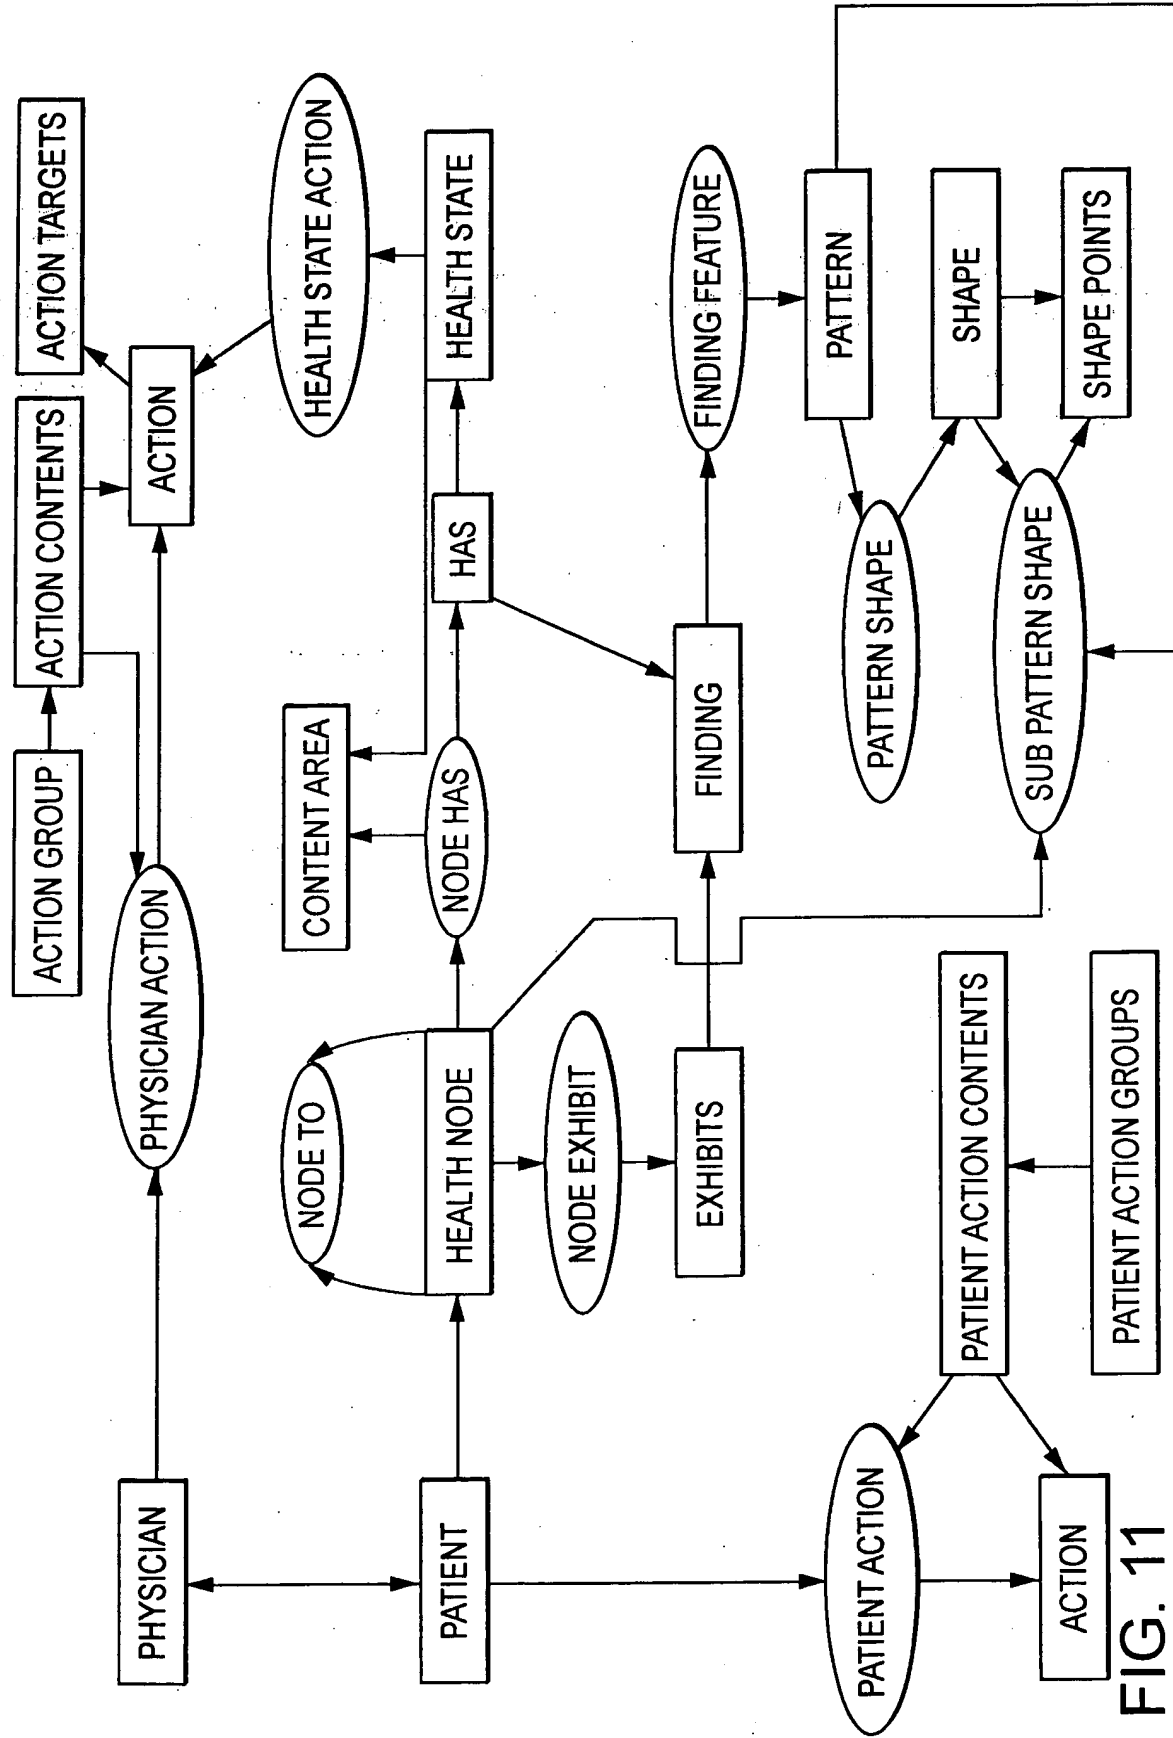 ACTION GROUP
ACTION CONTENTS
ACTION TARGETS
PHYSICIAN
PHYSICIAN ACTION
ACTION
CONTENT AREA
HEALTH STATE ACTION
NODE TO
PATIENT
HEALTH NODE
NODE HAS
HAS
HEALTH STATE
NODE EXHIBIT
EXHIBITS
FINDING
FINDING FEATURE
PATTERN
PATTERN SHAPE
SHAPE
SUB PATTERN SHAPE
SHAPE POINTS
PATIENT ACTION
PATIENT ACTION CONTENTS
ACTION
PATIENT ACTION GROUPS
FIG. 11